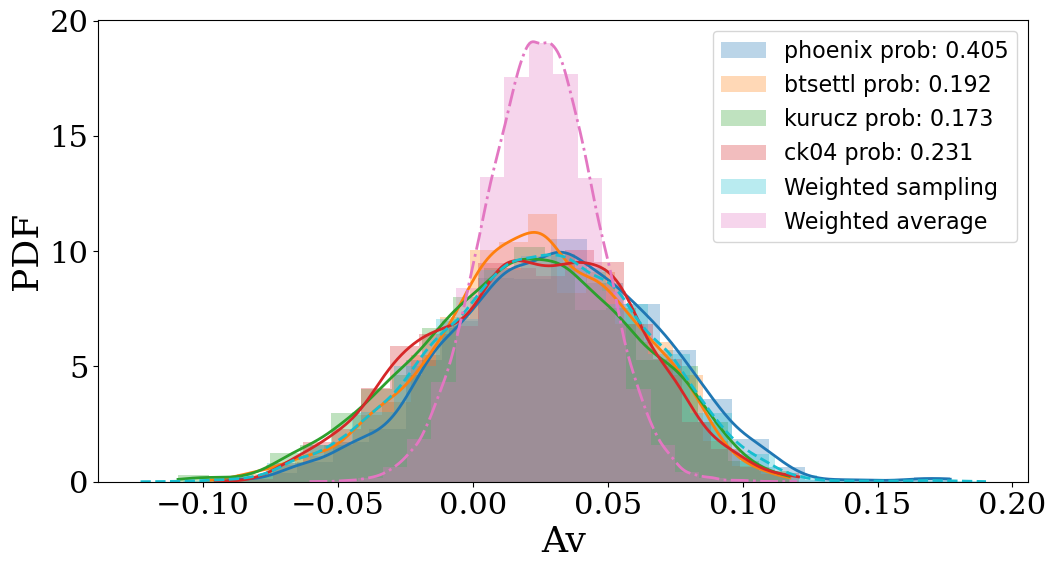 20
15
10
5
0
PDF
phoenix prob: 0.405
btsettl prob: 0.192
kurucz prob: 0.173
ck04 prob: 0.231
Weighted sampling
Weighted average
−0.10 −0.05 0.00 0.05 0.10 0.15 0.20
Av